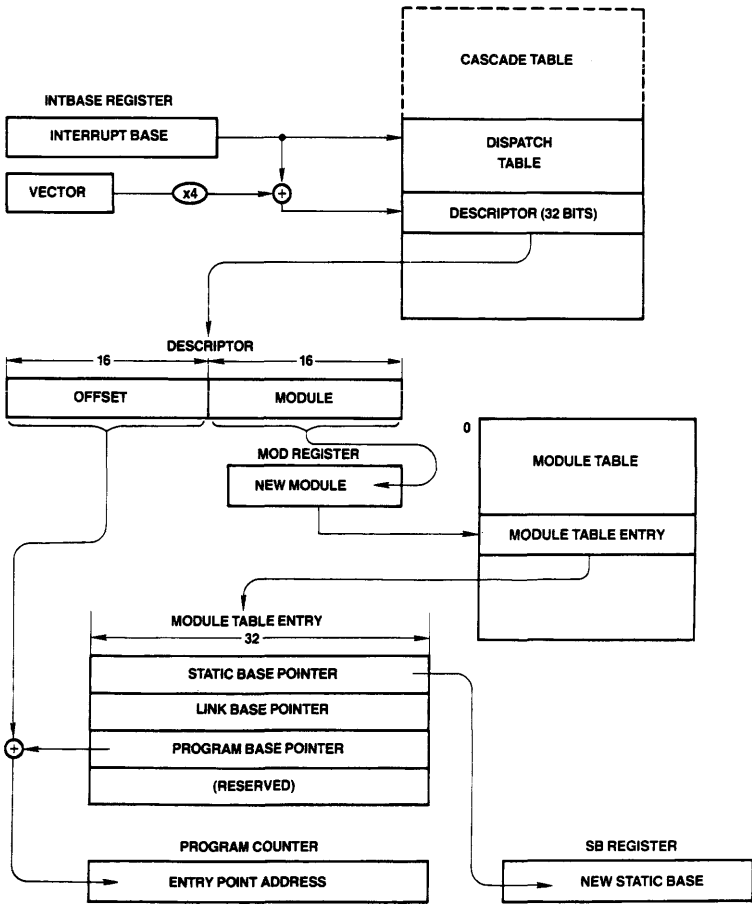 CASCADE TABLE
INTBASE REGISTER
INTERRUPT BASE
DISPATCH
TABLE
VECTOR
x4
+
DESCRIPTOR (32 BITS)
DESCRIPTOR
16
16
OFFSET
MODULE
0
MOD REGISTER
NEW MODULE
MODULE TABLE
MODULE TABLE ENTRY
MODULE TABLE ENTRY
32
STATIC BASE POINTER
LINK BASE POINTER
+
PROGRAM BASE POINTER
(RESERVED)
PROGRAM COUNTER
ENTRY POINT ADDRESS
SB REGISTER
NEW STATIC BASE